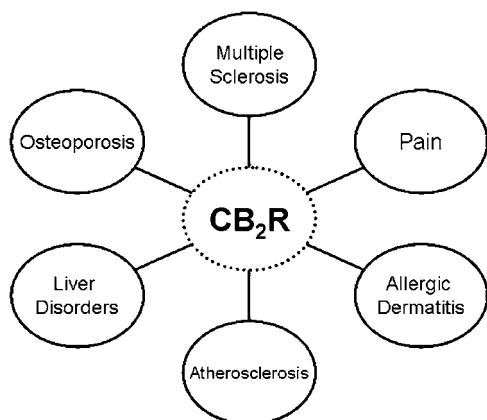 Multiple
Sclerosis
Osteoporosis
Pain
CB₂R
Liver
Disorders
Allergic
Dermatitis
Atherosclerosis